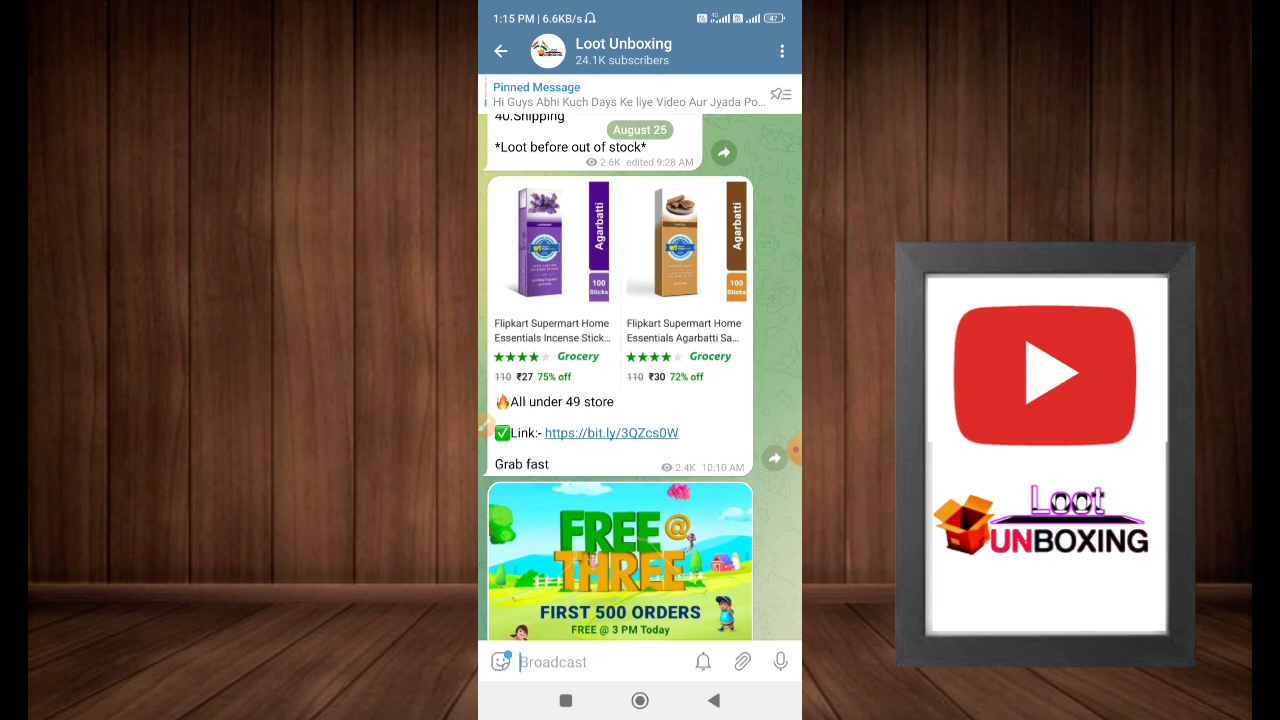 1:15 PM | 6.6KB/s
47
Loot Unboxing
24.1K subscribers
Pinned Message
Hi Guys Abhi Kuch Days Ke liye Video Aur Jyada Po...
40.Shipping
August 25
*Loot before out of stock*
2.6K edited 9:28 AM
Agarbatti
100
Sticks
Agarbatti
100
Sticks
Flipkart Supermart Home
Essentials Incense Stick...
Grocery
110 ₹27 75% off
Flipkart Supermart Home
Essentials Agarbatti Sa...
Grocery
110 ₹30 72% off
🔥All under 49 store
✅Link:- https://bit.ly/3QZcs0W
Grab fast
2.4K 10:10 AM
FREE@
THREE
FIRST 500 ORDERS
FREE @ 3 PM Today
Broadcast
Loot
UNBOXING